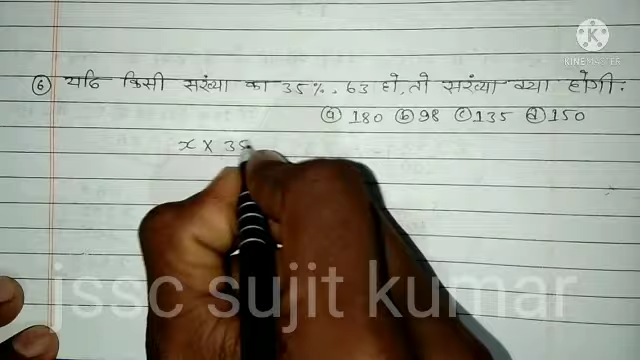 KINEMASTER
⑥ यदि किसी संख्या का 35%. 63 हो, तो संख्या क्या होगी :
ⓐ 180 ⓑ 98 ⓒ 135 ⓓ 150
x × 35
jssc sujit kumar